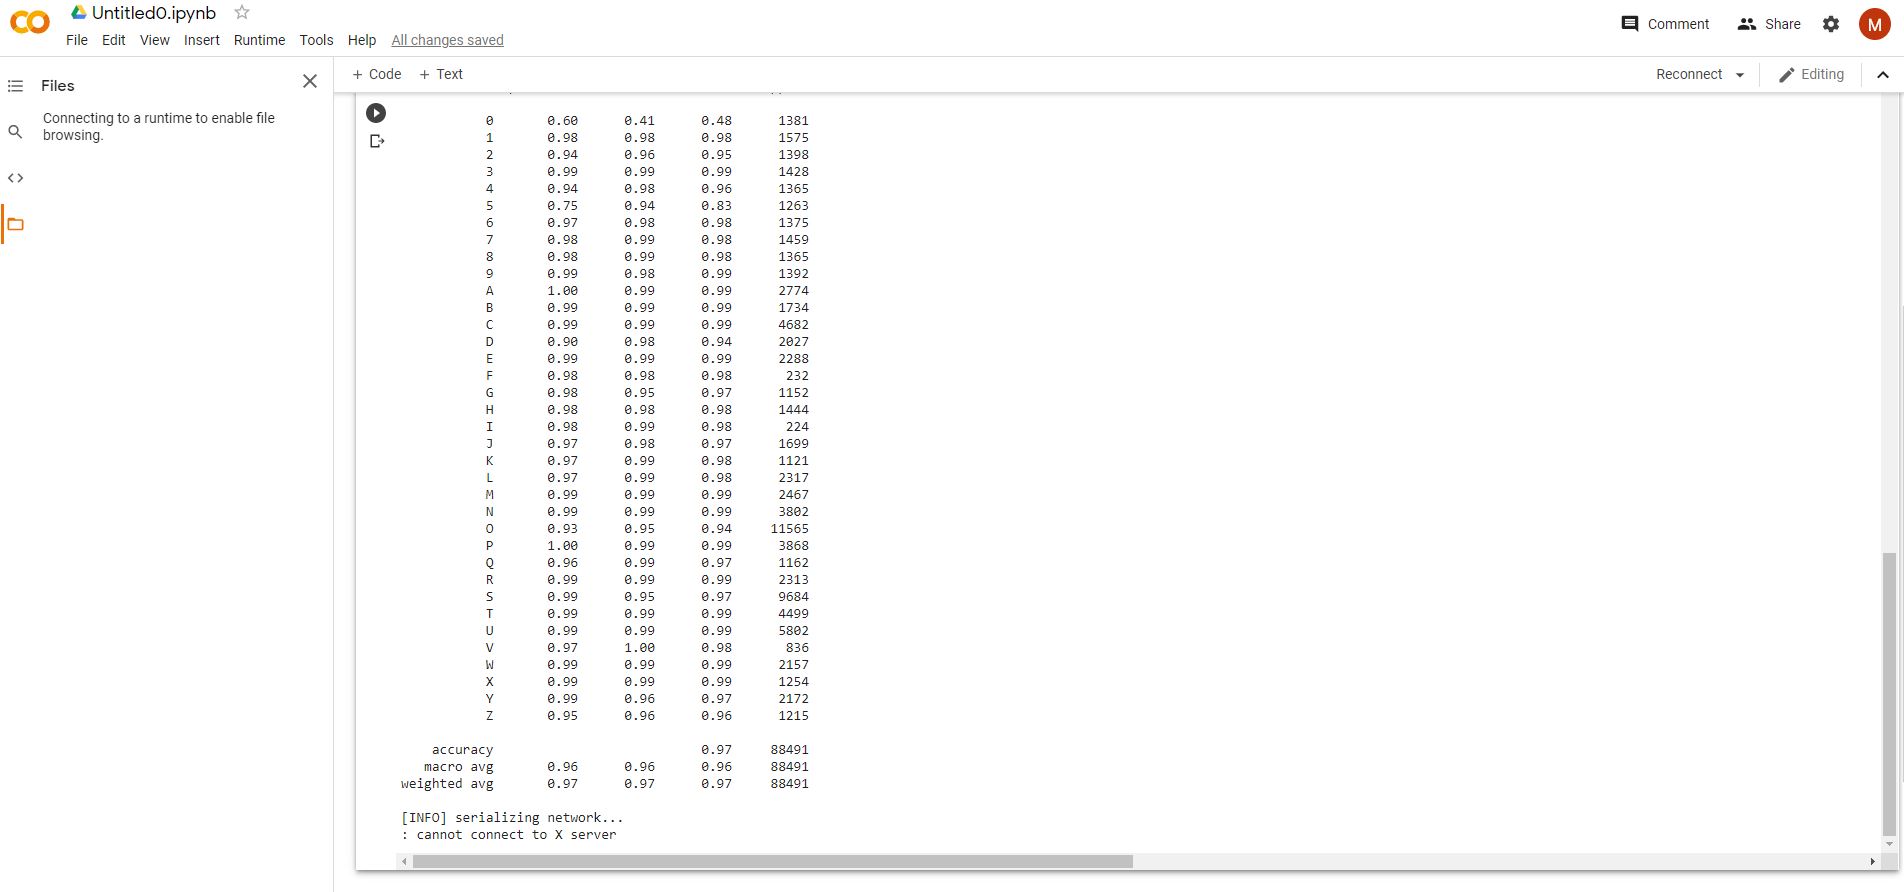 Untitled0.ipynb
File Edit View Insert Runtime Tools Help All changes saved
Comment Share M
Files
Connecting to a runtime to enable file
browsing.
+ Code + Text
Reconnect Editing
0 0.60 0.41 0.48 1381
1 0.98 0.98 0.98 1575
2 0.94 0.96 0.95 1398
3 0.99 0.99 0.99 1428
4 0.94 0.98 0.96 1365
5 0.75 0.94 0.83 1263
6 0.97 0.98 0.98 1375
7 0.98 0.99 0.98 1459
8 0.98 0.99 0.98 1365
9 0.99 0.98 0.99 1392
A 1.00 0.99 0.99 2774
B 0.99 0.99 0.99 1734
C 0.99 0.99 0.99 4682
D 0.90 0.98 0.94 2027
E 0.99 0.99 0.99 2288
F 0.98 0.98 0.98 232
G 0.98 0.95 0.97 1152
H 0.98 0.98 0.98 1444
I 0.98 0.99 0.98 224
J 0.97 0.98 0.97 1699
K 0.97 0.99 0.98 1121
L 0.97 0.99 0.98 2317
M 0.99 0.99 0.99 2467
N 0.99 0.99 0.99 3802
O 0.93 0.95 0.94 11565
P 1.00 0.99 0.99 3868
Q 0.96 0.99 0.97 1162
R 0.99 0.99 0.99 2313
S 0.99 0.95 0.97 9684
T 0.99 0.99 0.99 4499
U 0.99 0.99 0.99 5802
V 0.97 1.00 0.98 836
W 0.99 0.99 0.99 2157
X 0.99 0.99 0.99 1254
Y 0.99 0.96 0.97 2172
Z 0.95 0.96 0.96 1215
accuracy 0.97 88491
macro avg 0.96 0.96 0.96 88491
weighted avg 0.97 0.97 0.97 88491
[INFO] serializing network...
: cannot connect to X server